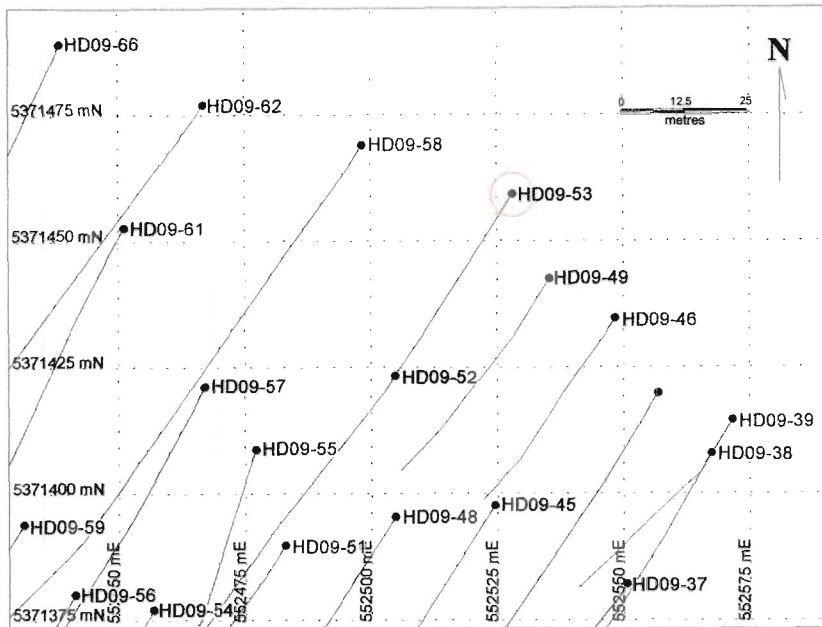 HD09-66
N
0 12.5 25
metres
5371475 mN
HD09-62
HD09-58
HD09-53
5371450 mN
HD09-61
HD09-49
HD09-46
5371425 mN
HD09-52
HD09-57
HD09-39
HD09-55
HD09-38
5371400 mN
HD09-48
HD09-45
HD09-59
HD09-51
HD09-37
HD09-56
HD09-54
5371375 mN
552450 mE
552475 mE
552500 mE
552525 mE
552550 mE
552575 mE